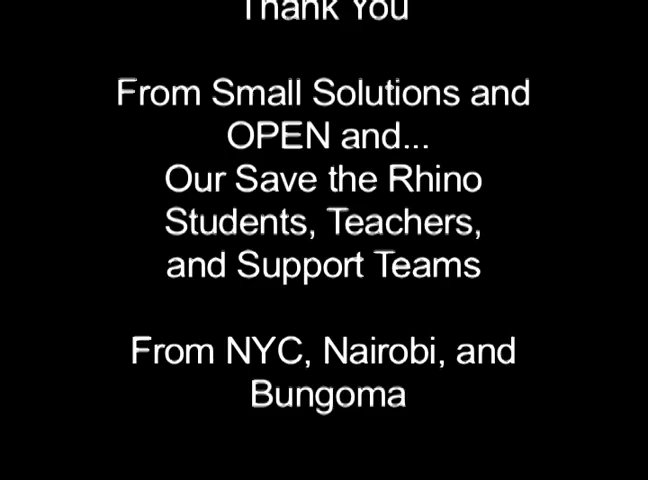 Thank You
From Small Solutions and
OPEN and...
Our Save the Rhino
Students, Teachers,
and Support Teams
From NYC, Nairobi, and
Bungoma